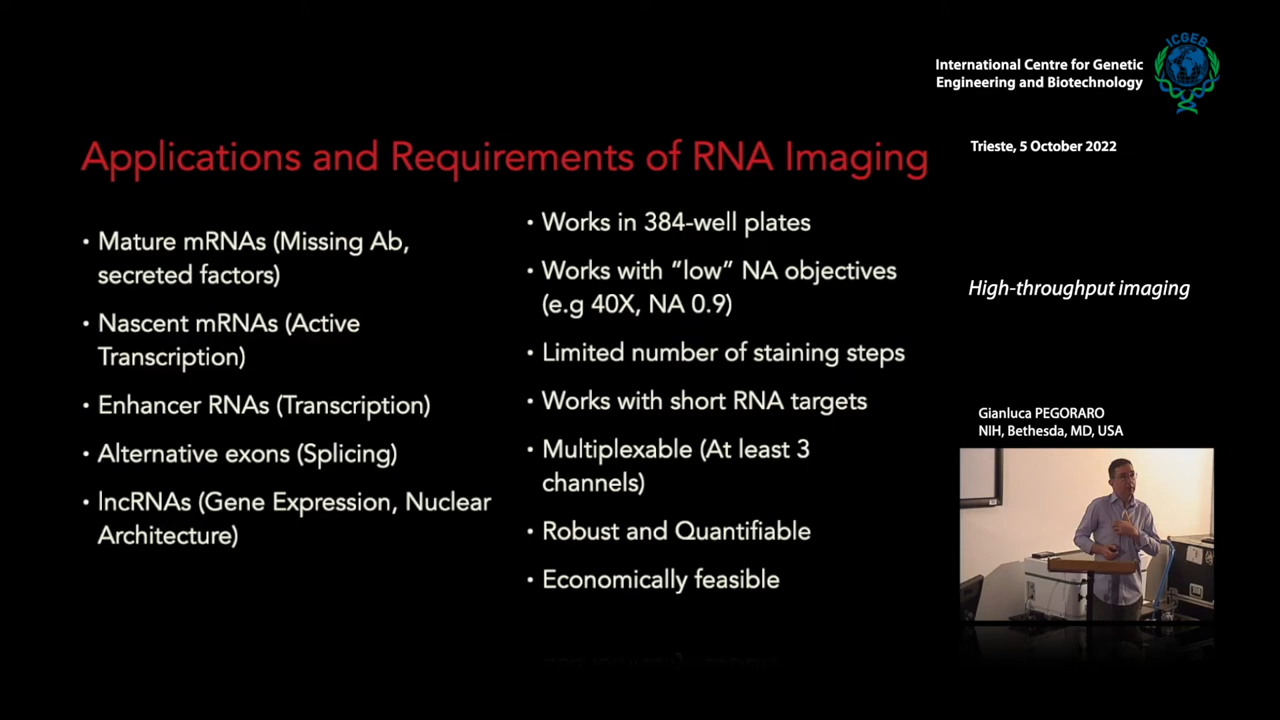 ICGEB
International Centre for Genetic
Engineering and Biotechnology
Trieste, 5 October 2022
Applications and Requirements of RNA Imaging
• Mature mRNAs (Missing Ab,
secreted factors)
• Nascent mRNAs (Active
Transcription)
• Enhancer RNAs (Transcription)
• Alternative exons (Splicing)
• lncRNAs (Gene Expression, Nuclear
Architecture)
• Works in 384-well plates
• Works with “low” NA objectives
(e.g 40X, NA 0.9)
• Limited number of staining steps
• Works with short RNA targets
• Multiplexable (At least 3
channels)
• Robust and Quantifiable
• Economically feasible
High-throughput imaging
Gianluca PEGORARO
NIH, Bethesda, MD, USA